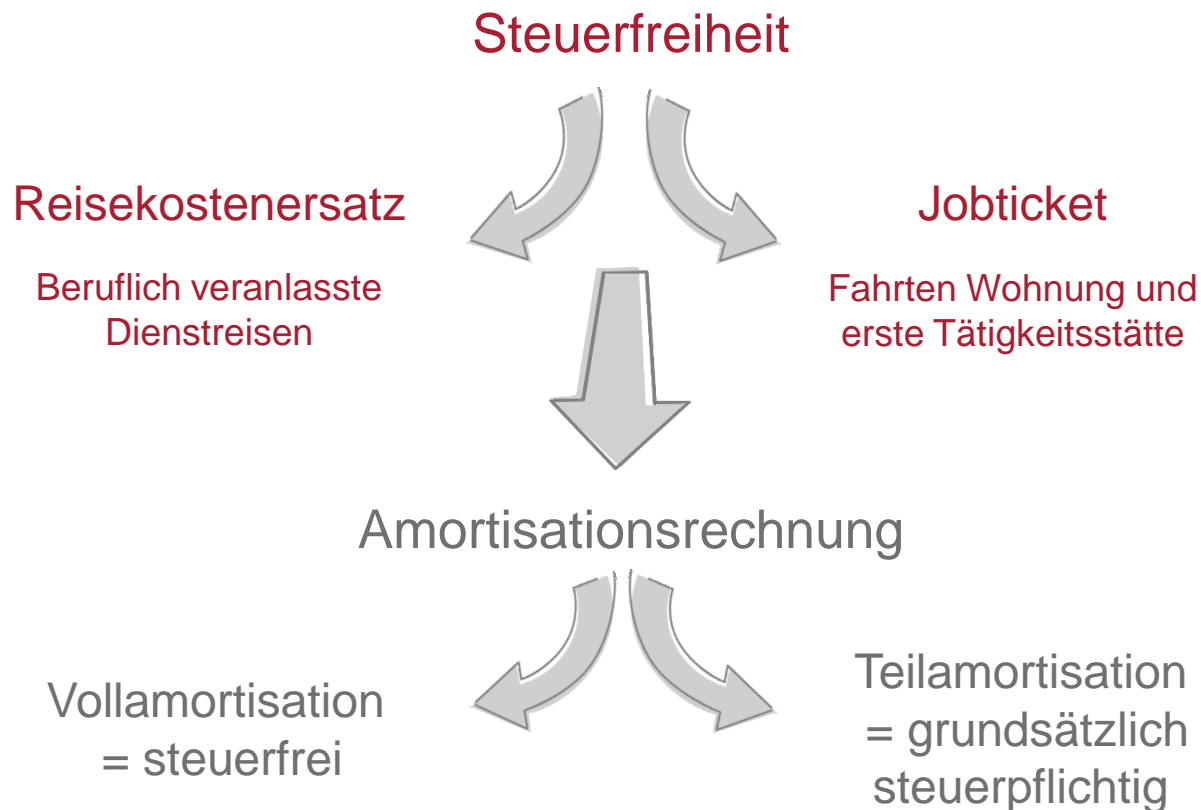 Steuerfreiheit
Reisekostenersatz
Beruflich veranlasste
Dienstreisen
Jobticket
Fahrten Wohnung und
erste Tätigkeitsstätte
Amortisationsrechnung
Vollamortisation
= steuerfrei
Teilamortisation
= grundsätzlich
steuerpflichtig